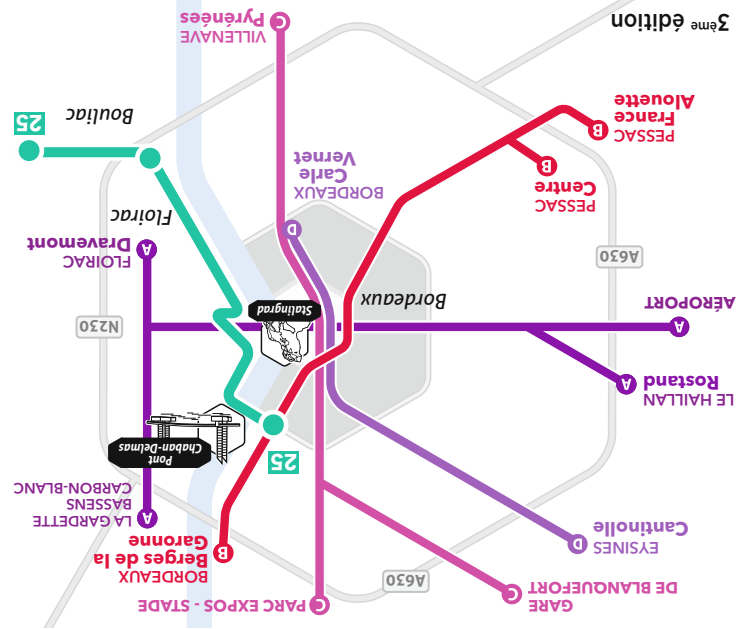 GARE
DE BLANQUEFORT
C
PARC EXPOS - STADE
C
A630
BORDEAUX
Berges de la
Garonne
B
EYSINES
Cantinolle
D
LA GARDETTE
BASSENS
CARBON-BLANC
A
25
Pont
Chaban-Delmas
LE HAILLAN
Rostand
A
AÉROPORT
A
N230
Stalingrad
Bordeaux
A630
FLOIRAC
Dravemont
A
Floirac
D
PESSAC
Centre
B
BORDEAUX
Carle
Vernet
PESSAC
France
Alouette
B
25
Bouliac
VILLENAVE
Pyrénées
C
3ème édition